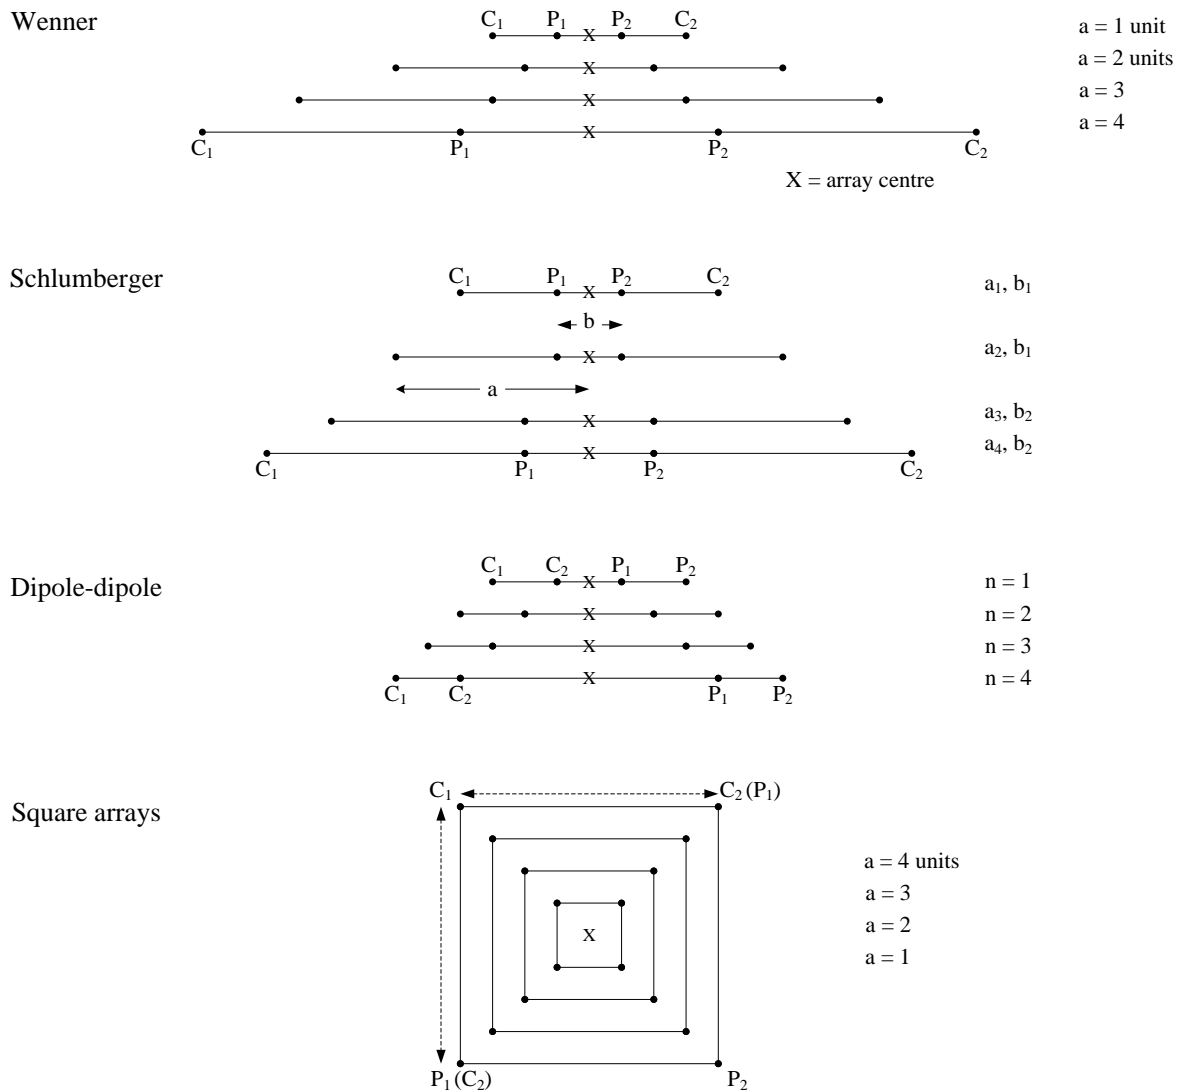 Wenner
C₁ P₁ P₂ C₂
X
a = 1 unit
X
a = 2 units
X
a = 3
X
a = 4
C₁ P₁ P₂ C₂
X = array centre
Schlumberger
C₁ P₁ P₂ C₂
X
a₁, b₁
b
X
a₂, b₁
a
X
a₃, b₂
X
a₄, b₂
C₁ P₁ P₂ C₂
Dipole-dipole
C₁ C₂ P₁ P₂
X
n = 1
X
n = 2
X
n = 3
X
n = 4
C₁ C₂ P₁ P₂
Square arrays
C₁ C₂ (P₁)
a = 4 units
a = 3
a = 2
a = 1
X
P₁ (C₂) P₂